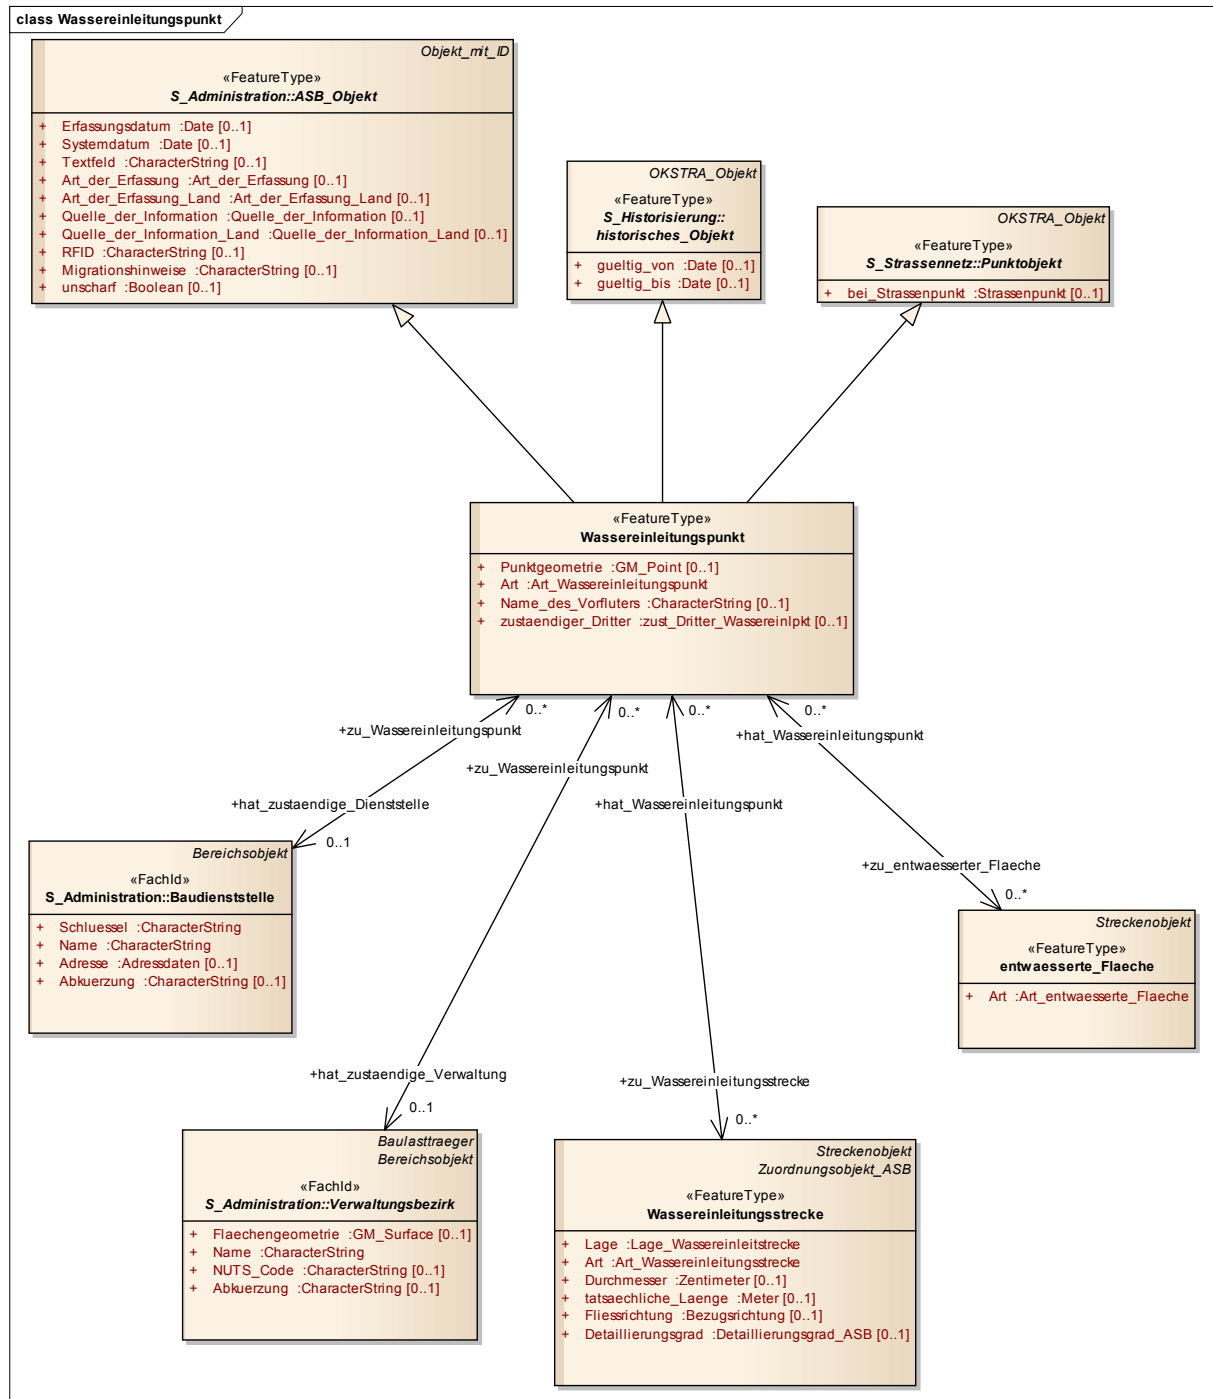 class Wassereinleitungspunkt
Objekt_mit_ID
«FeatureType»
S_Administration::ASB_Objekt
+ Erfassungsdatum :Date [0..1]
+ Systemdatum :Date [0..1]
+ Textfeld :CharacterString [0..1]
+ Art_der_Erfassung :Art_der_Erfassung [0..1]
+ Art_der_Erfassung_Land :Art_der_Erfassung_Land [0..1]
+ Quelle_der_Information :Quelle_der_Information [0..1]
+ Quelle_der_Information_Land :Quelle_der_Information_Land [0..1]
+ RFID :CharacterString [0..1]
+ Migrationshinweise :CharacterString [0..1]
+ unscharf :Boolean [0..1]
OKSTRA_Objekt
«FeatureType»
S_Historisierung::
historisches_Objekt
+ gueltig_von :Date [0..1]
+ gueltig_bis :Date [0..1]
OKSTRA_Objekt
«FeatureType»
S_Strassennetz::Punktobjekt
+ bei_Strassenpunkt :Strassenpunkt [0..1]
«FeatureType»
Wassereinleitungspunkt
+ Punktgeometrie :GM_Point [0..1]
+ Art :Art_Wassereinleitungspunkt
+ Name_des_Vorfluters :CharacterString [0..1]
+ zustaendiger_Dritter :zust_Dritter_Wassereinlpkt [0..1]
0..*
0..*
0..*
0..*
+zu_Wassereinleitungspunkt
+hat_Wassereinleitungspunkt
+zu_Wassereinleitungspunkt
+hat_zustaendige_Dienststelle
+hat_Wassereinleitungspunkt
0..1
+zu_entwaesserter_Flaeche
0..*
Bereichsobjekt
«FachId»
S_Administration::Baudienststelle
+ Schluessel :CharacterString
+ Name :CharacterString
+ Adresse :Adressdaten [0..1]
+ Abkuerzung :CharacterString [0..1]
Streckenobjekt
«FeatureType»
entwaesserte_Flaeche
+ Art :Art_entwaesserte_Flaeche
+hat_zustaendige_Verwaltung
0..1
+zu_Wassereinleitungsstrecke
0..*
Baulasttraeger
Bereichsobjekt
«FachId»
S_Administration::Verwaltungsbezirk
+ Flaechengeometrie :GM_Surface [0..1]
+ Name :CharacterString
+ NUTS_Code :CharacterString [0..1]
+ Abkuerzung :CharacterString [0..1]
Streckenobjekt
Zuordnungsobjekt_ASB
«FeatureType»
Wassereinleitungsstrecke
+ Lage :Lage_Wassereinleitstrecke
+ Art :Art_Wassereinleitungsstrecke
+ Durchmesser :Zentimeter [0..1]
+ tatsaechliche_Laenge :Meter [0..1]
+ Fliessrichtung :Bezugsrichtung [0..1]
+ Detaillierungsgrad :Detaillierungsgrad_ASB [0..1]